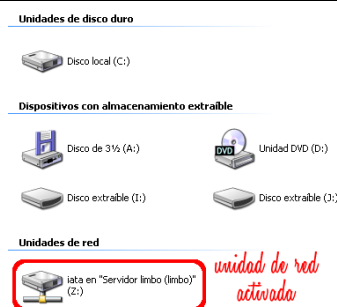 Unidades de disco duro
Disco local (C:)
Dispositivos con almacenamiento extraíble
Disco de 3½ (A:)
DVD
Unidad DVD (D:)
Disco extraíble (I:)
Disco extraíble (J:)
Unidades de red
iata en "Servidor limbo (limbo)"
(Z:)
unidad de red
activada